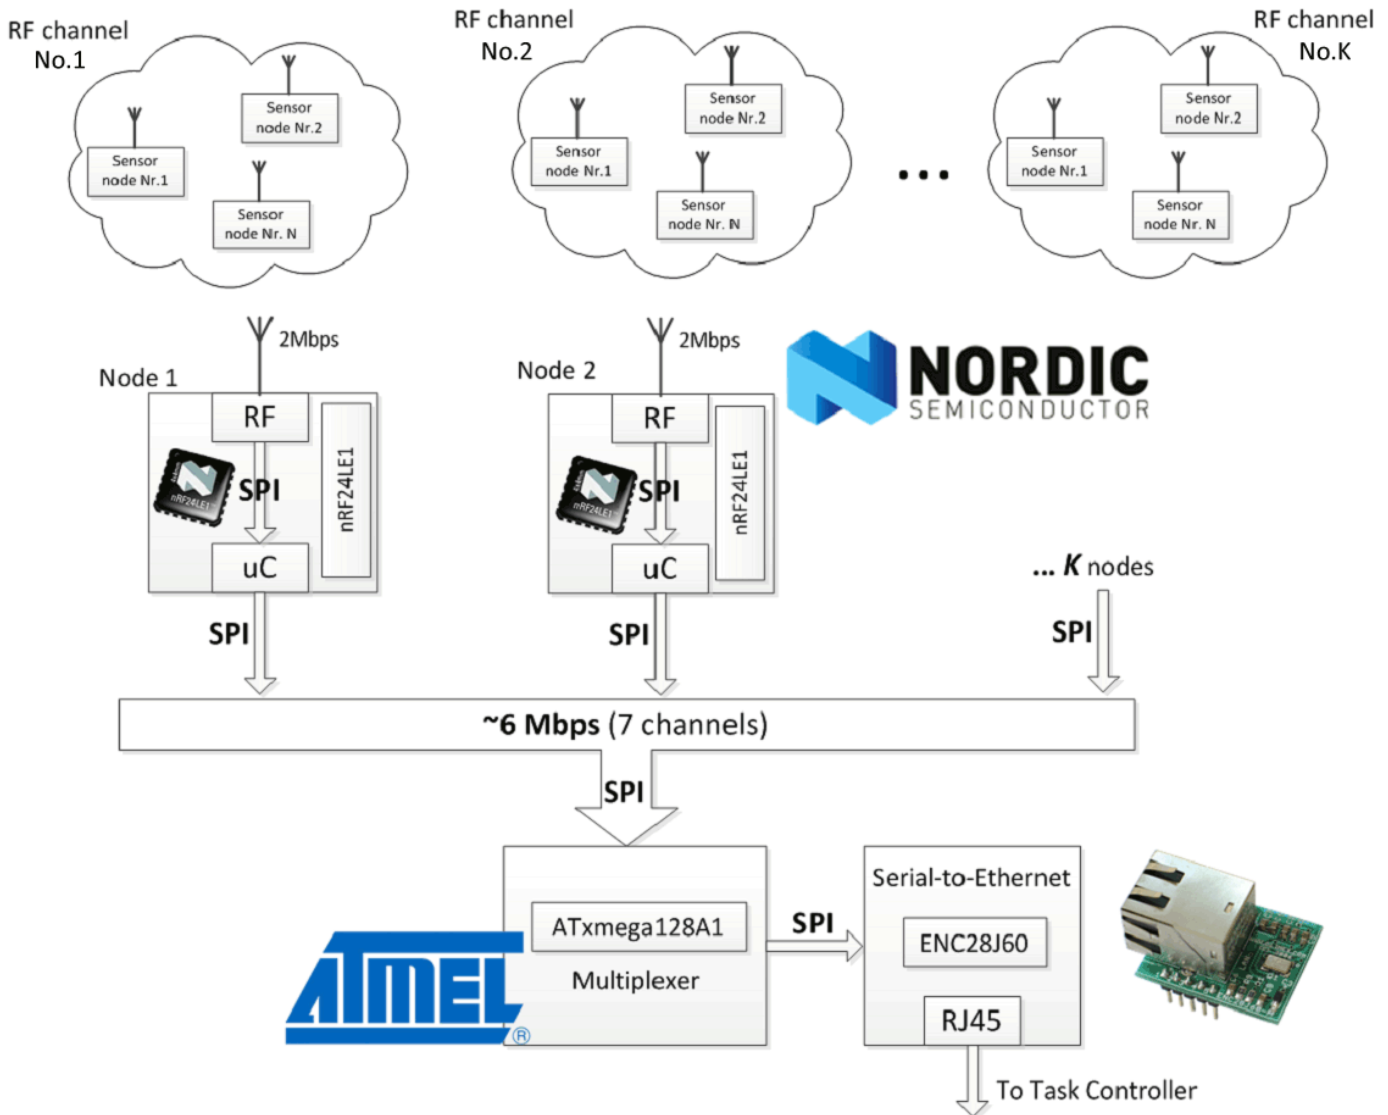 RF channel
No.1
RF channel
No.2
RF channel
No.K
Sensor
node Nr.2
Sensor
node Nr.1
Sensor
node Nr. N
Sensor
node Nr.2
Sensor
node Nr.1
Sensor
node Nr. N
...
Sensor
node Nr.2
Sensor
node Nr.1
Sensor
node Nr. N
2Mbps
Node 1
RF
SPI
nRF24LE1
nRF24LE1
uC
SPI
2Mbps
Node 2
RF
SPI
nRF24LE1
nRF24LE1
uC
SPI
NORDIC
SEMICONDUCTOR
... K nodes
SPI
~6 Mbps (7 channels)
SPI
ATxmega128A1
Multiplexer
ATMEL
®
SPI
Serial-to-Ethernet
ENC28J60
RJ45
To Task Controller